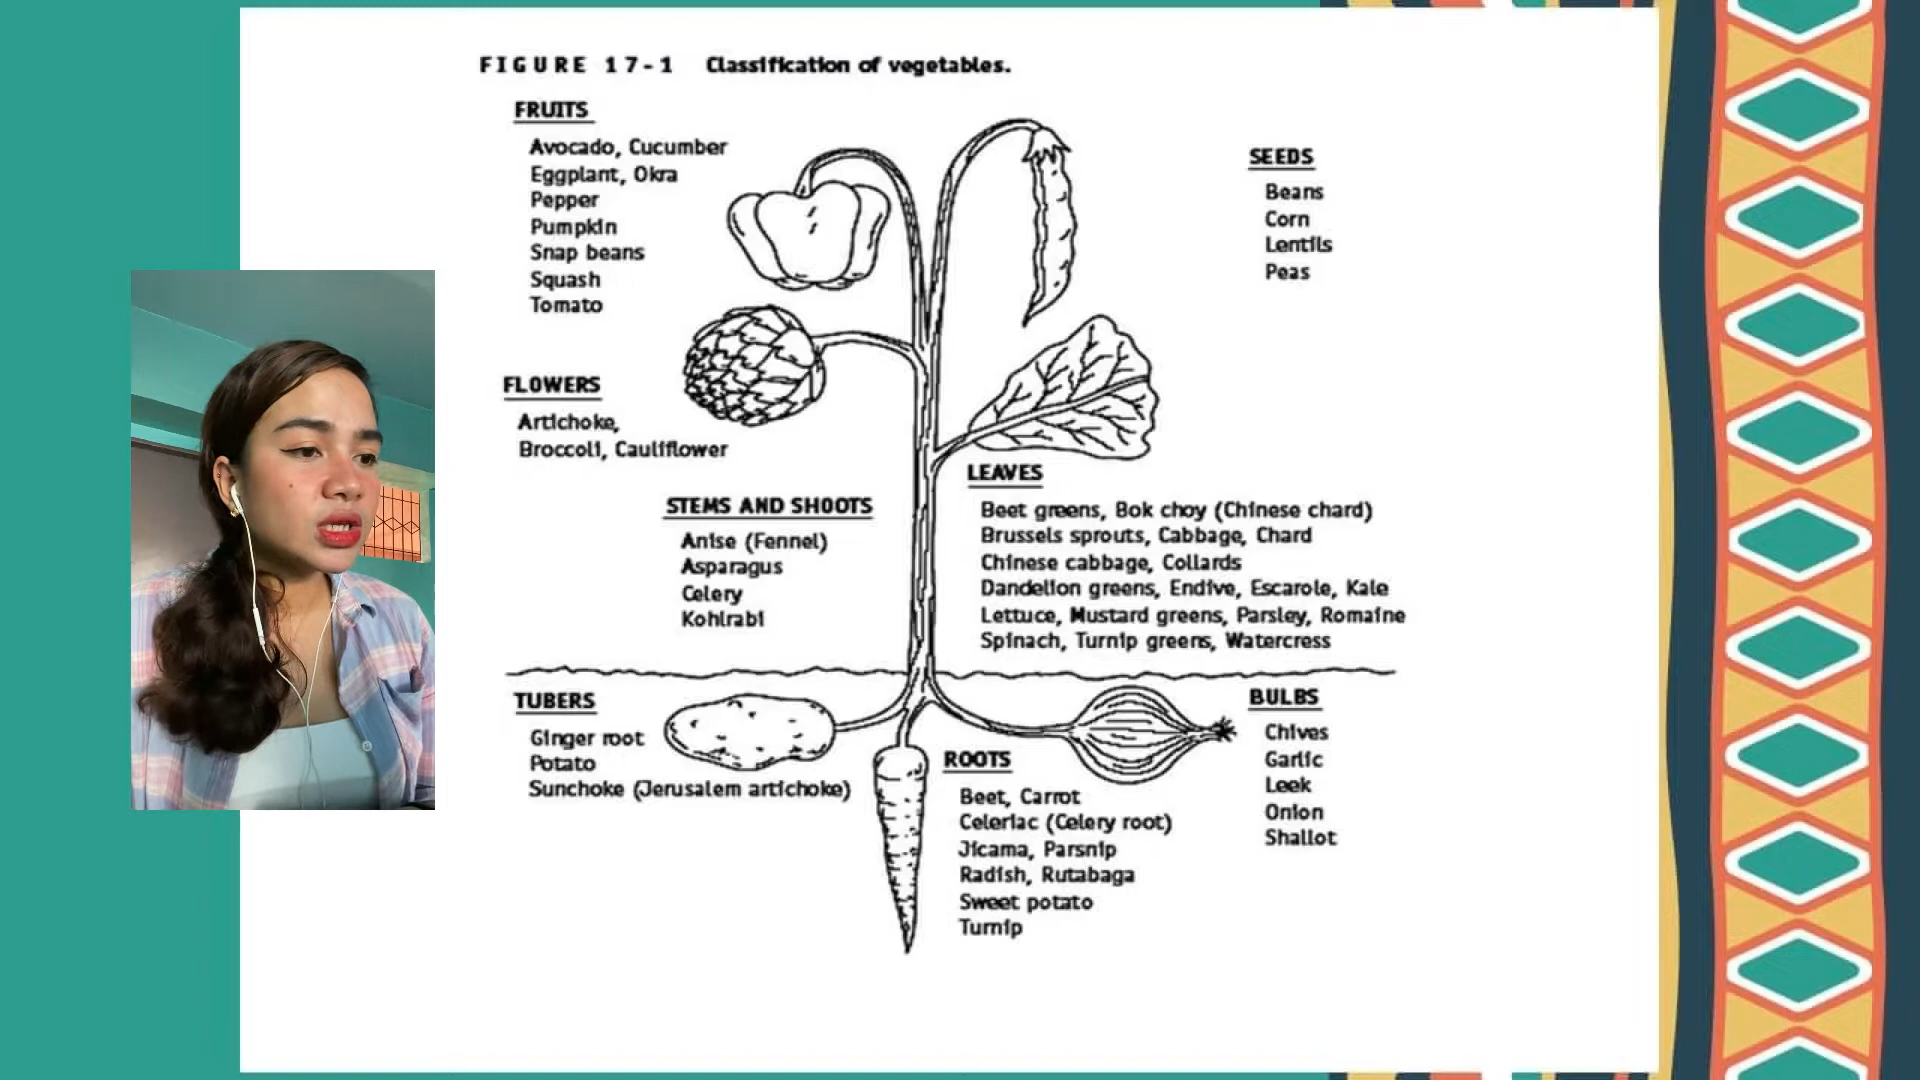 FIGURE 17-1 Classification of vegetables.
FRUITS
Avocado, Cucumber
Eggplant, Okra
Pepper
Pumpkin
Snap beans
Squash
Tomato
SEEDS
Beans
Corn
Lentils
Peas
FLOWERS
Artichoke,
Broccoli, Cauliflower
STEMS AND SHOOTS
Anise (Fennel)
Asparagus
Celery
Kohlrabi
LEAVES
Beet greens, Bok choy (Chinese chard)
Brussels sprouts, Cabbage, Chard
Chinese cabbage, Collards
Dandelion greens, Endive, Escarole, Kale
Lettuce, Mustard greens, Parsley, Romaine
Spinach, Turnip greens, Watercress
TUBERS
Ginger root
Potato
Sunchoke (Jerusalem artichoke)
ROOTS
Beet, Carrot
Celeriac (Celery root)
Jicama, Parsnip
Radish, Rutabaga
Sweet potato
Turnip
BULBS
Chives
Garlic
Leek
Onion
Shallot